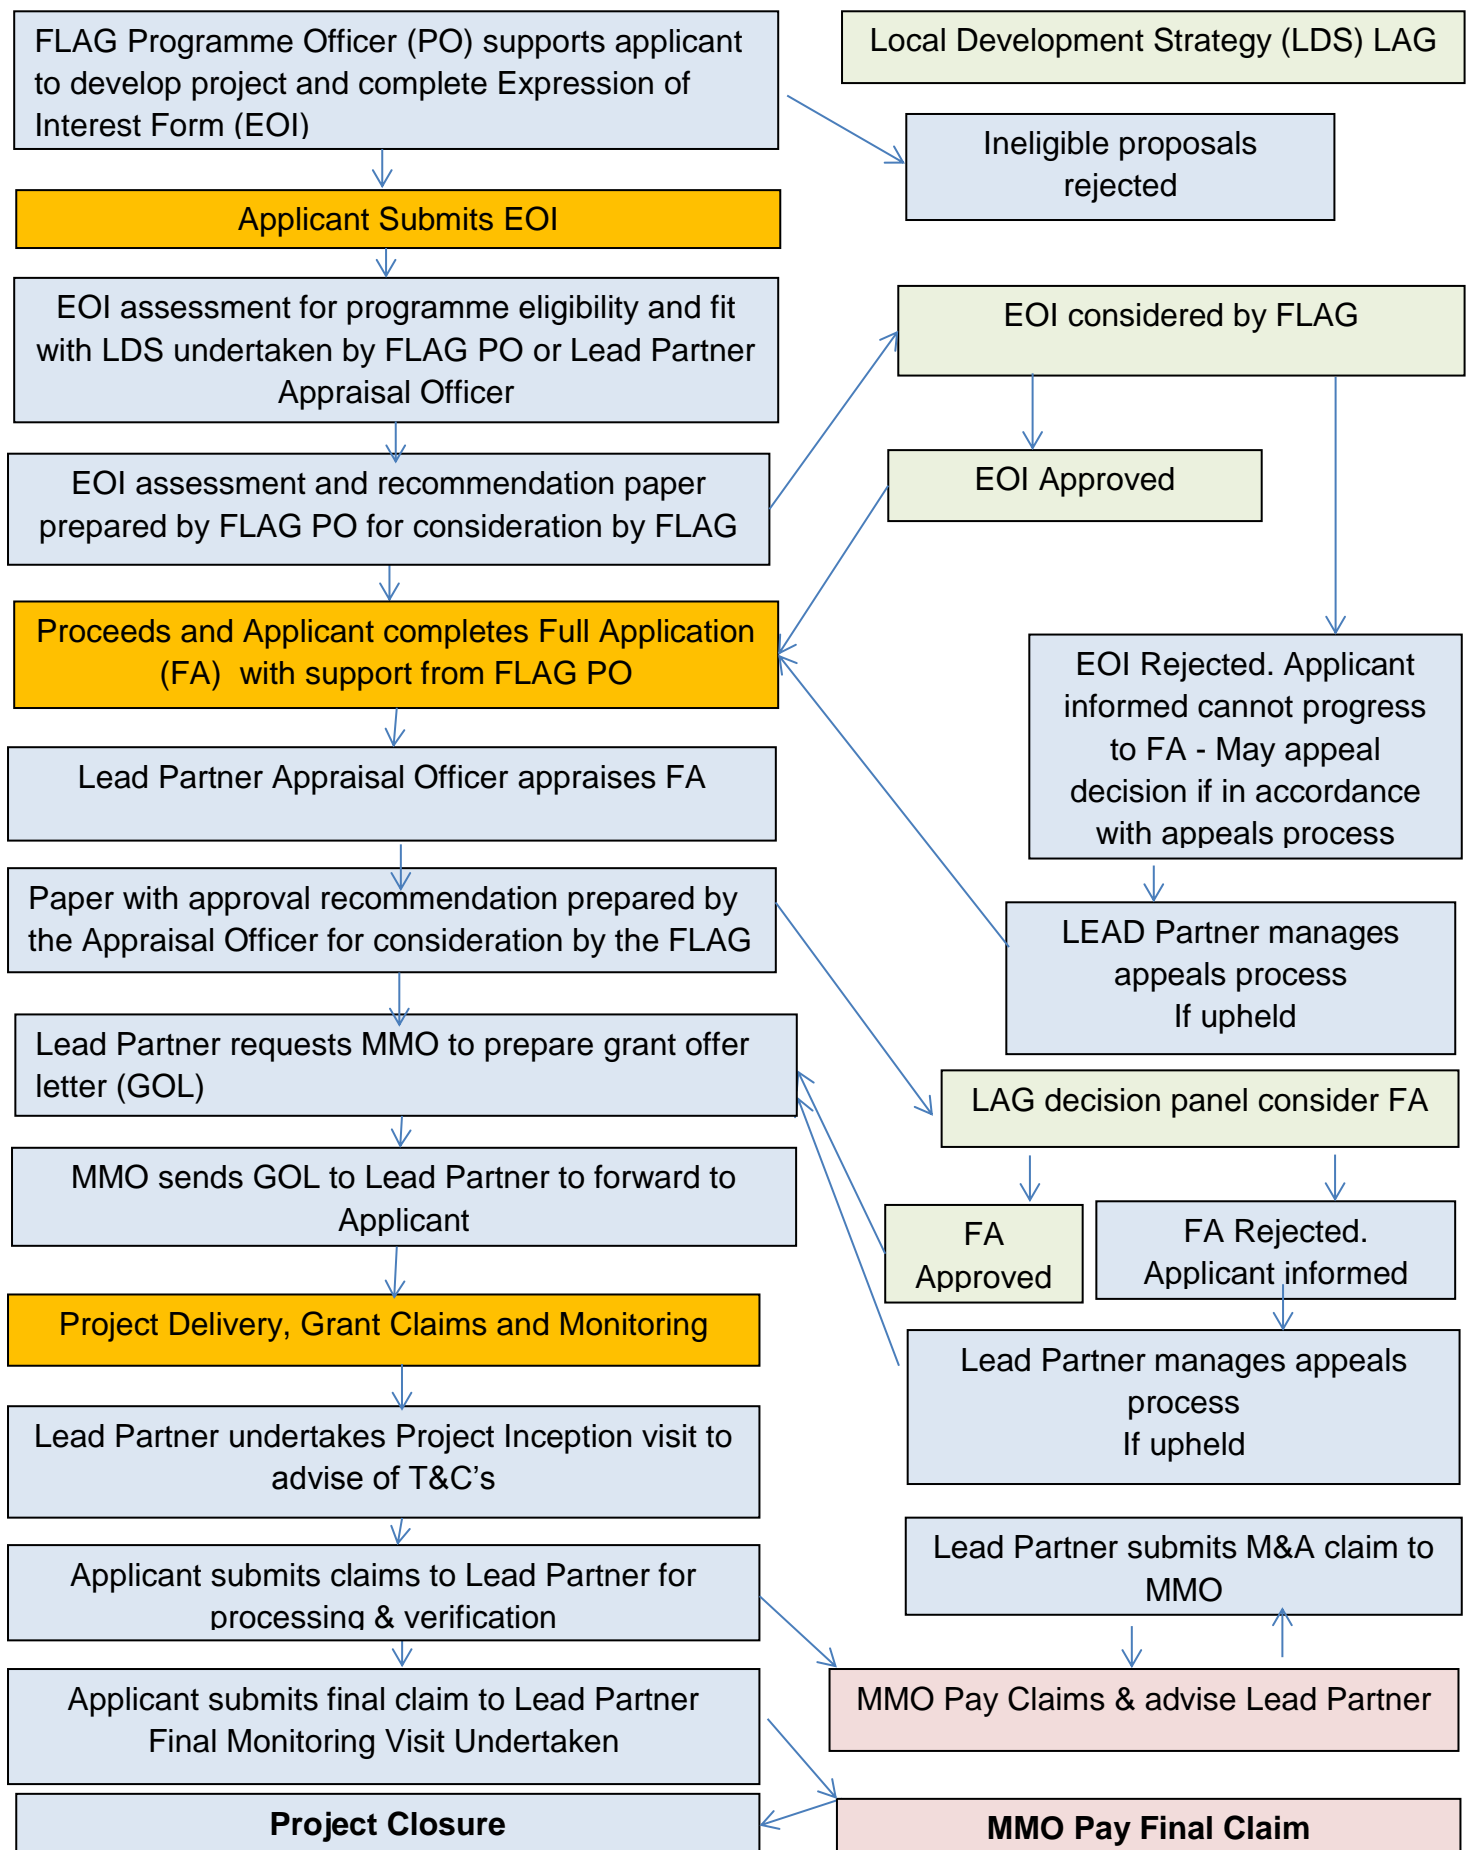 FLAG Programme Officer (PO) supports applicant
to develop project and complete Expression of
Interest Form (EOI)
Local Development Strategy (LDS) LAG
Ineligible proposals
rejected
Applicant Submits EOI
EOI assessment for programme eligibility and fit
with LDS undertaken by FLAG PO or Lead Partner
Appraisal Officer
EOI considered by FLAG
EOI assessment and recommendation paper
prepared by FLAG PO for consideration by FLAG
EOI Approved
Proceeds and Applicant completes Full Application
(FA) with support from FLAG PO
EOI Rejected. Applicant
informed cannot progress
to FA - May appeal
decision if in accordance
with appeals process
Lead Partner Appraisal Officer appraises FA
Paper with approval recommendation prepared by
the Appraisal Officer for consideration by the FLAG
LEAD Partner manages
appeals process
If upheld
Lead Partner requests MMO to prepare grant offer
letter (GOL)
LAG decision panel consider FA
MMO sends GOL to Lead Partner to forward to
Applicant
FA
Approved
FA Rejected.
Applicant informed
Project Delivery, Grant Claims and Monitoring
Lead Partner manages appeals
process
If upheld
Lead Partner undertakes Project Inception visit to
advise of T&C’s
Lead Partner submits M&A claim to
MMO
Applicant submits claims to Lead Partner for
processing & verification
MMO Pay Claims & advise Lead Partner
Applicant submits final claim to Lead Partner
Final Monitoring Visit Undertaken
Project Closure
MMO Pay Final Claim